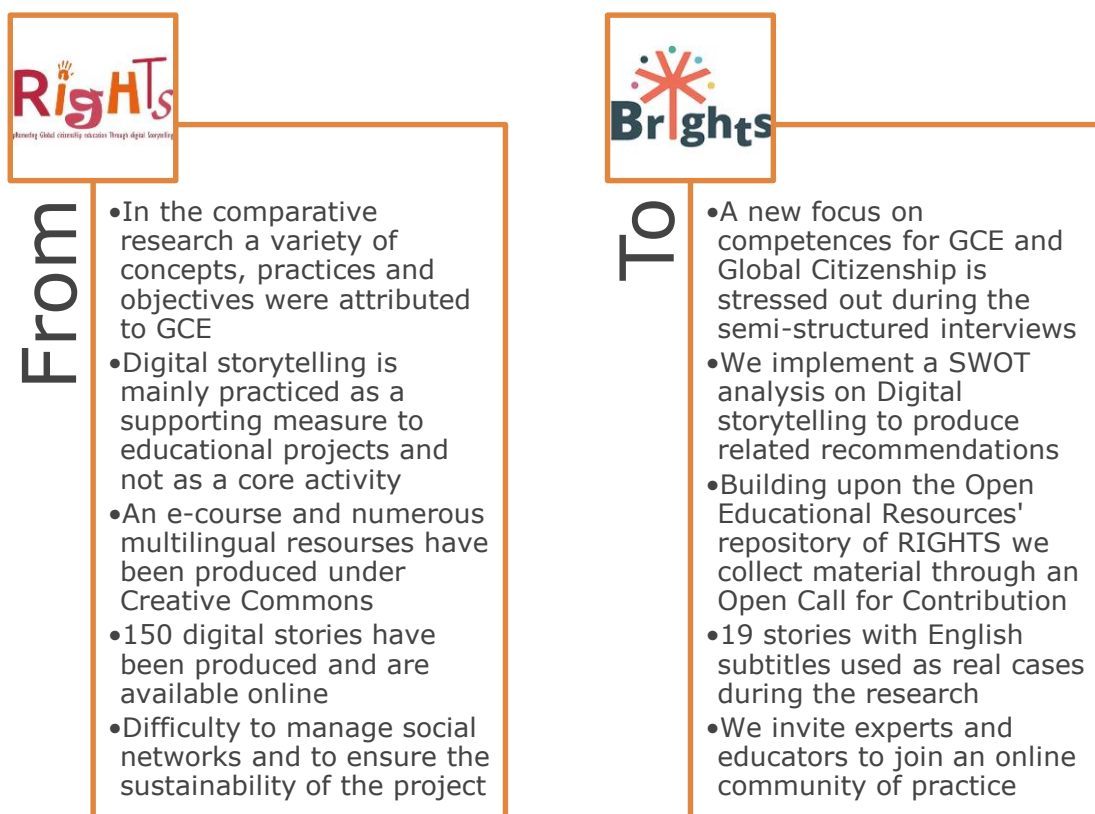 RigHTs
pRomoting Global citizensHip education Through digital Storytelling
From
•In the comparative
research a variety of
concepts, practices and
objectives were attributed
to GCE
•Digital storytelling is
mainly practiced as a
supporting measure to
educational projects and
not as a core activity
•An e-course and numerous
multilingual resourses have
been produced under
Creative Commons
•150 digital stories have
been produced and are
available online
•Difficulty to manage social
networks and to ensure the
sustainability of the project
Brights
To
•A new focus on
competences for GCE and
Global Citizenship is
stressed out during the
semi-structured interviews
•We implement a SWOT
analysis on Digital
storytelling to produce
related recommendations
•Building upon the Open
Educational Resources'
repository of RIGHTS we
collect material through an
Open Call for Contribution
•19 stories with English
subtitles used as real cases
during the research
•We invite experts and
educators to join an online
community of practice